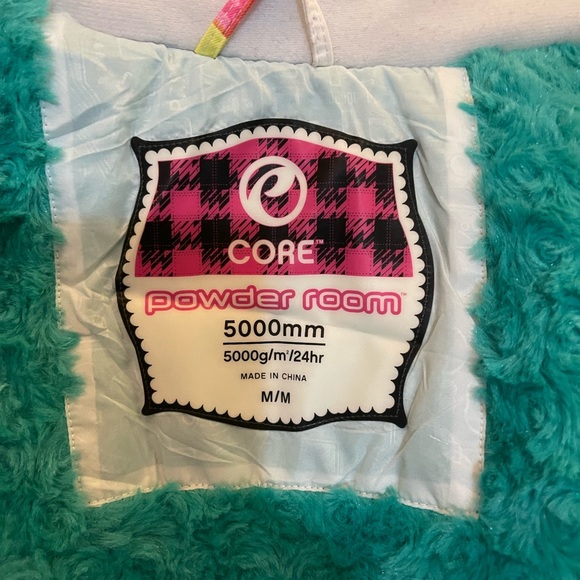 CORE™
powder room™
5000mm
5000g/m²/24hr
MADE IN CHINA
M/M